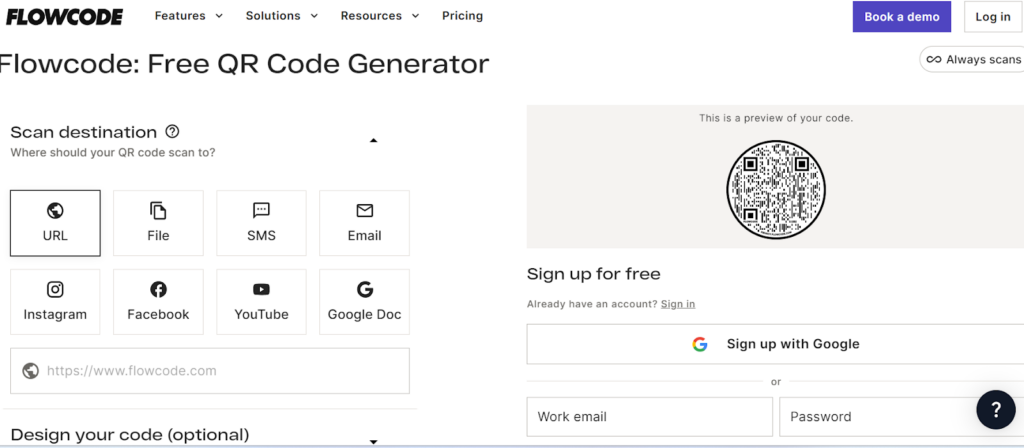 FLOWCODE Features Solutions Resources Pricing Book a demo Log in
Flowcode: Free QR Code Generator
Always scans
Scan destination
Where should your QR code scan to?
URL File SMS Email
Instagram Facebook YouTube Google Doc
https://www.flowcode.com
Design your code (optional)
This is a preview of your code.
Sign up for free
Already have an account? Sign in
Sign up with Google
or
Work email Password
?